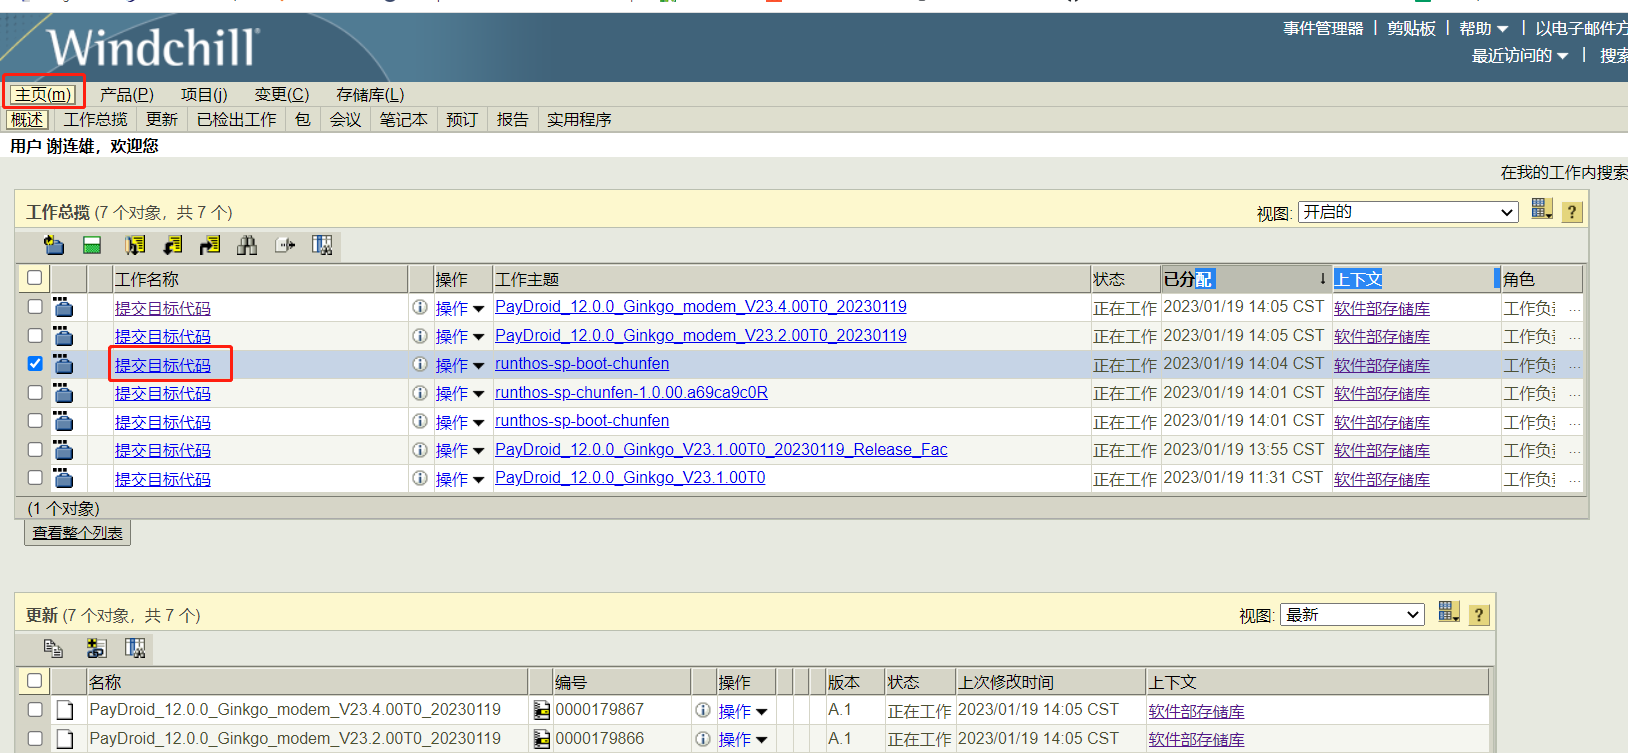 Windchill
事件管理器 | 剪贴板 | 帮助 | 以电子邮件方
最近访问的 | 搜索
主页(m) 产品(P) 项目(j) 变更(C) 存储库(L)
概述 工作总揽 更新 已检出工作 包 会议 笔记本 预订 报告 实用程序
用户 谢连雄，欢迎您
在我的工作内搜索
工作总揽 (7 个对象，共 7 个) 视图: 开启的 ?
工作名称 操作 工作主题 状态 已分配 ↓ 上下文 角色
提交目标代码 操作 PayDroid_12.0.0_Ginkgo_modem_V23.4.00T0_20230119 正在工作 2023/01/19 14:05 CST 软件部存储库 工作负责 ...
提交目标代码 操作 PayDroid_12.0.0_Ginkgo_modem_V23.2.00T0_20230119 正在工作 2023/01/19 14:05 CST 软件部存储库 工作负责 ...
提交目标代码 操作 runthos-sp-boot-chunfen 正在工作 2023/01/19 14:04 CST 软件部存储库 工作负责 ...
提交目标代码 操作 runthos-sp-chunfen-1.0.00.a69ca9c0R 正在工作 2023/01/19 14:01 CST 软件部存储库 工作负责 ...
提交目标代码 操作 runthos-sp-boot-chunfen 正在工作 2023/01/19 14:01 CST 软件部存储库 工作负责 ...
提交目标代码 操作 PayDroid_12.0.0_Ginkgo_V23.1.00T0_20230119_Release_Fac 正在工作 2023/01/19 13:55 CST 软件部存储库 工作负责 ...
提交目标代码 操作 PayDroid_12.0.0_Ginkgo_V23.1.00T0 正在工作 2023/01/19 11:31 CST 软件部存储库 工作负责 ...
(1 个对象)
查看整个列表
更新 (7 个对象，共 7 个) 视图: 最新 ?
名称 编号 操作 版本 状态 上次修改时间 上下文
PayDroid_12.0.0_Ginkgo_modem_V23.4.00T0_20230119 0000179867 操作 A.1 正在工作 2023/01/19 14:05 CST 软件部存储库
PayDroid_12.0.0_Ginkgo_modem_V23.2.00T0_20230119 0000179866 操作 A.1 正在工作 2023/01/19 14:05 CST 软件部存储库